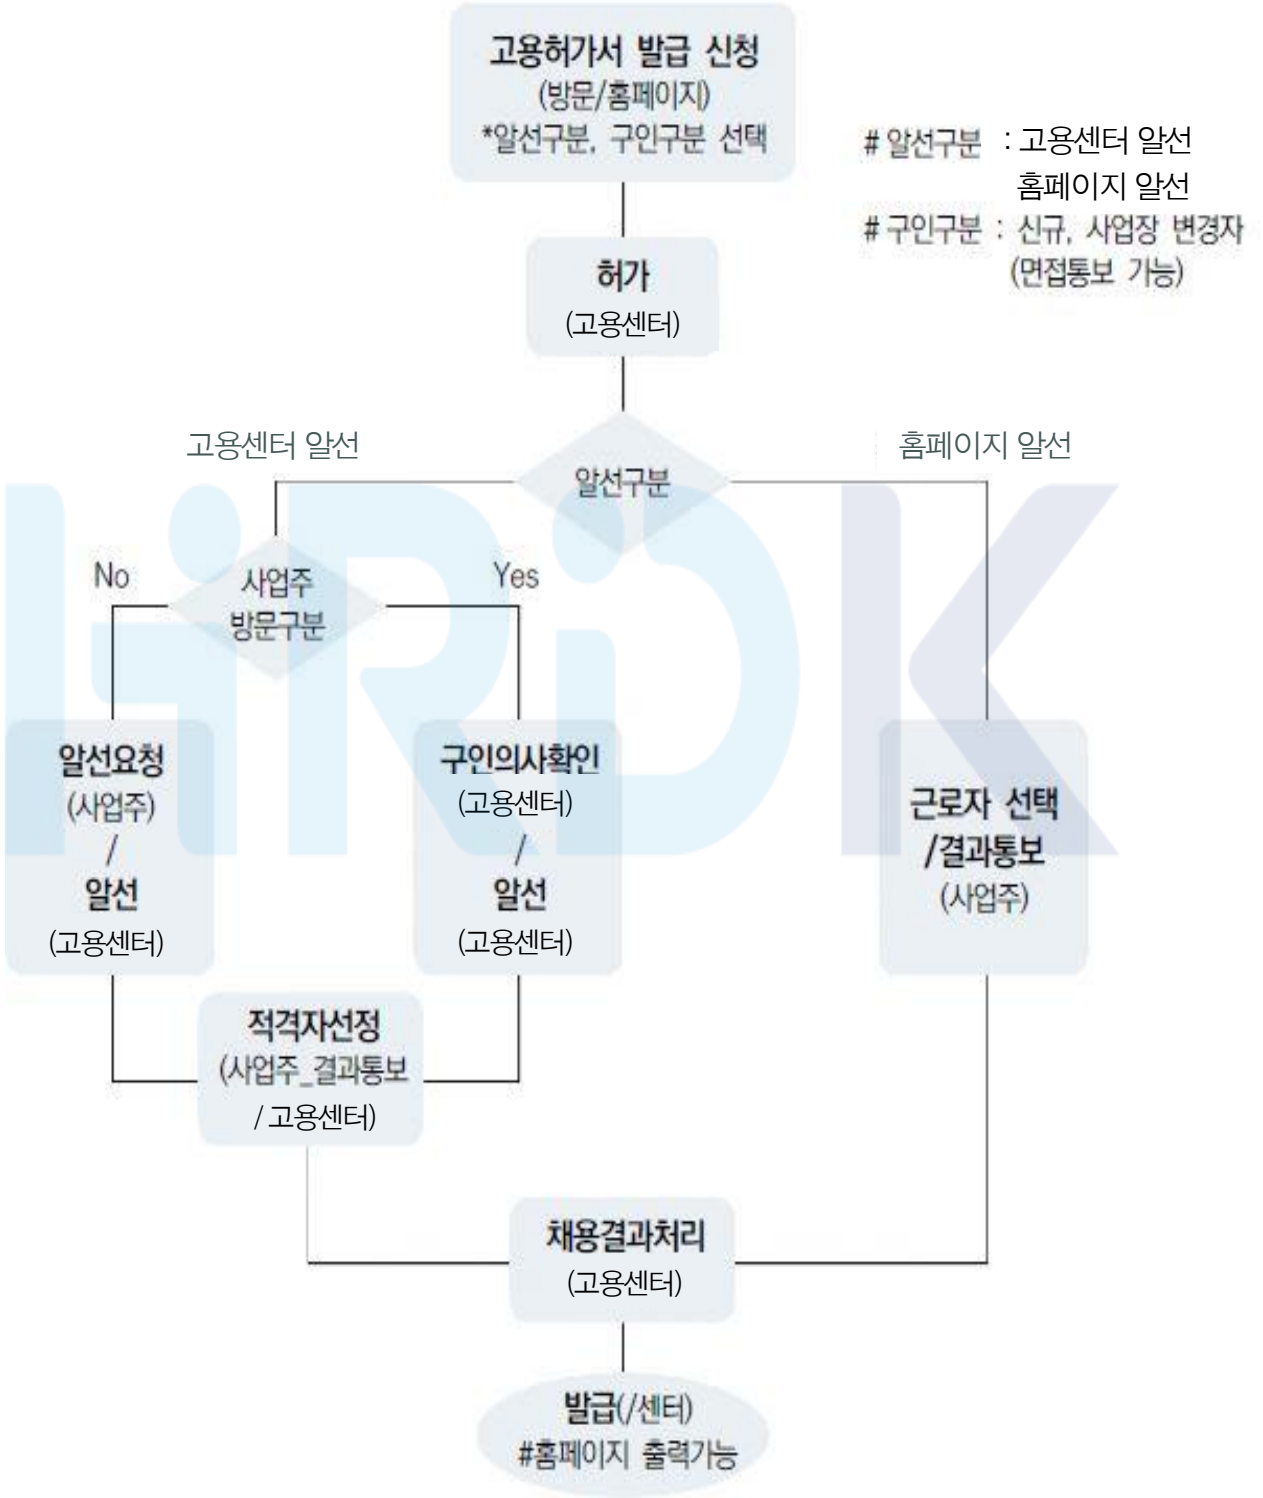 고용허가서 발급 신청
(방문/홈페이지)
*알선구분, 구인구분 선택
# 알선구분 : 고용센터 알선
홈페이지 알선
# 구인구분 : 신규, 사업장 변경자
(면접통보 가능)
허가
(고용센터)
고용센터 알선
홈페이지 알선
알선구분
No
Yes
사업주
방문구분
알선요청
(사업주)
/
알선
(고용센터)
구인의사확인
(고용센터)
/
알선
(고용센터)
근로자 선택
/결과통보
(사업주)
적격자선정
(사업주_결과통보
/ 고용센터)
채용결과처리
(고용센터)
발급(/센터)
#홈페이지 출력가능
HRDK